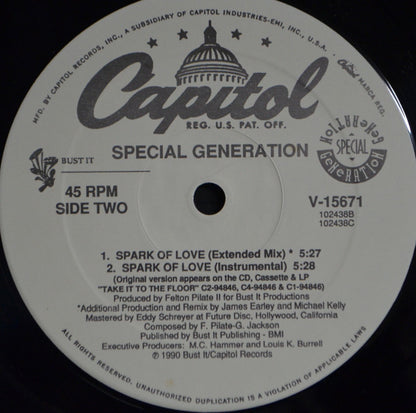 MFD. BY CAPITOL RECORDS, INC., A SUBSIDIARY OF CAPITOL INDUSTRIES-EMI, INC., U.S.A.
Capitol
MARCA REG.
Capitol
REG. U.S. PAT. OFF.
SPECIAL GENERATION
GENERATION
SPECIAL
GENERATION
BUST IT
45 RPM
SIDE TWO
V-15671
102438B
102438C
1. SPARK OF LOVE (Extended Mix) * 5:27
2. SPARK OF LOVE (Instrumental) 5:28
(Original version appears on the CD, Cassette & LP
"TAKE IT TO THE FLOOR" C2-94846, C4-94846 & C1-94846)
Produced by Felton Pilate II for Bust It Productions
*Additional Production and Remix by James Earley and Michael Kelly
Mastered by Eddy Schreyer at Future Disc, Hollywood, California
Composed by F. Pilate-G. Jackson
Published by Bust It Publishing - BMI
Executive Producers: M.C. Hammer and Louis K. Burrell
℗ 1990 Bust It/Capitol Records
ALL RIGHTS RESERVED. UNAUTHORIZED DUPLICATION IS A VIOLATION OF APPLICABLE LAWS